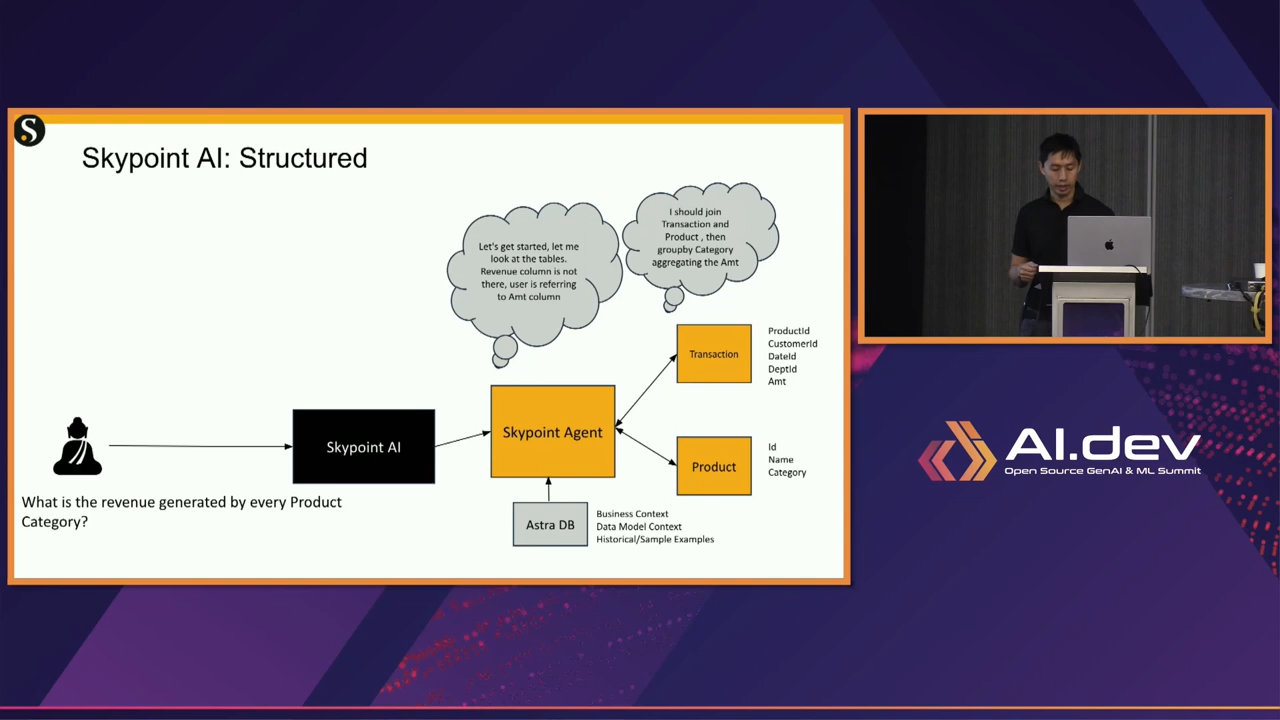 S
Skypoint AI: Structured
Let's get started, let me
look at the tables.
Revenue column is not
there, user is referring
to Amt column
I should join
Transaction and
Product , then
groupby Category
aggregating the Amt
Transaction
ProductId
CustomerId
DateId
DeptId
Amt
Skypoint AI
Skypoint Agent
Product
Id
Name
Category
What is the revenue generated by every Product
Category?
Astra DB
Business Context
Data Model Context
Historical/Sample Examples
AI.dev
Open Source GenAI & ML Summit